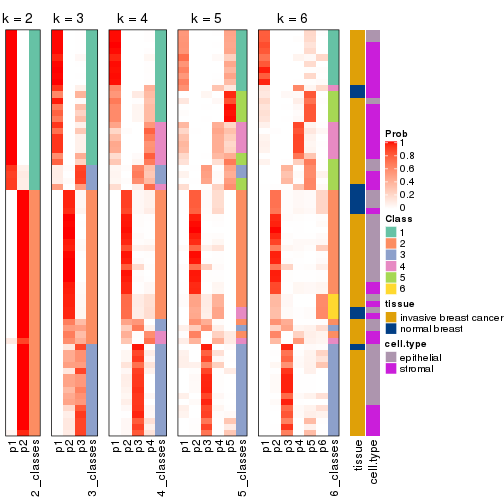 k = 2 k = 3 k = 4 k = 5 k = 6
Prob
1
0.8
0.6
0.4
0.2
0
Class
1
2
3
4
5
6
tissue
invasive breast cancer
normal breast
cell.type
epithelial
stromal
p1 p2 2_classes p1 p2 p3 3_classes p1 p2 p3 p4 4_classes p1 p2 p3 p4 p5 5_classes p1 p2 p3 p4 p5 p6 6_classes tissue cell.type